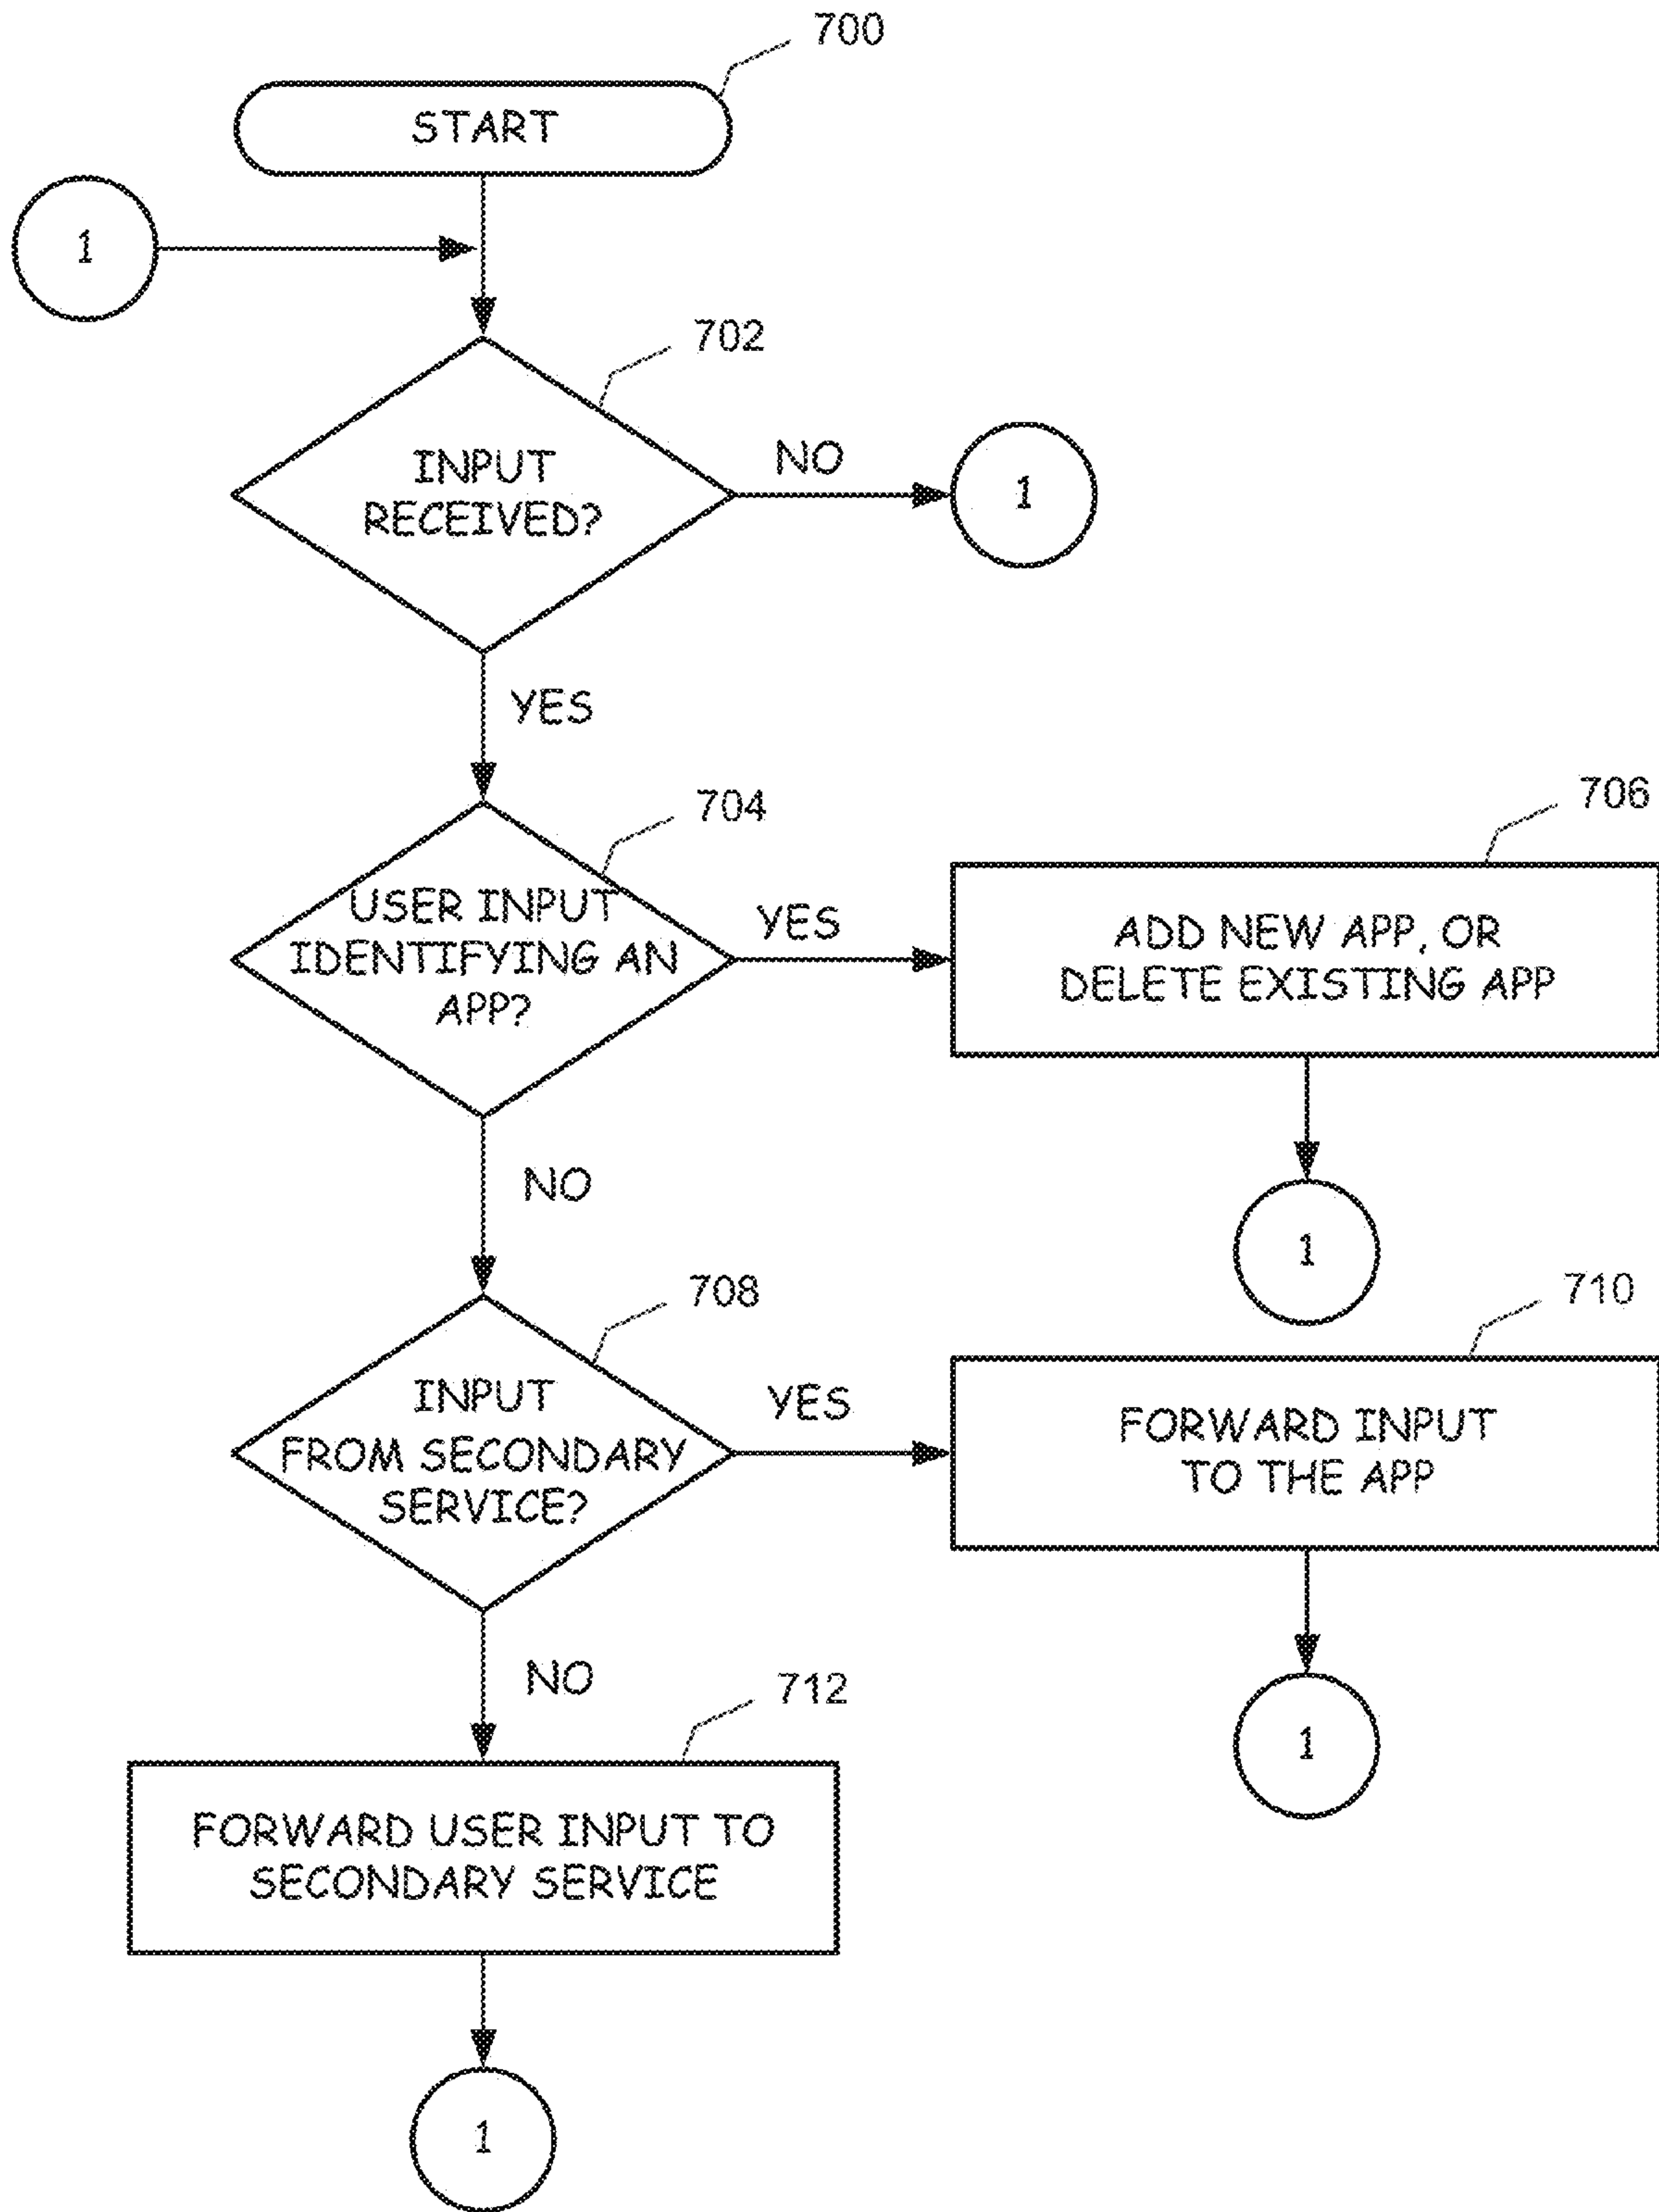 700
START
1
702
INPUT
RECEIVED?
NO
1
YES
704
706
USER INPUT
IDENTIFYING AN
APP?
YES
ADD NEW APP, OR
DELETE EXISTING APP
NO
1
708
710
INPUT
FROM SECONDARY
SERVICE?
YES
FORWARD INPUT
TO THE APP
NO
1
712
FORWARD USER INPUT TO
SECONDARY SERVICE
1